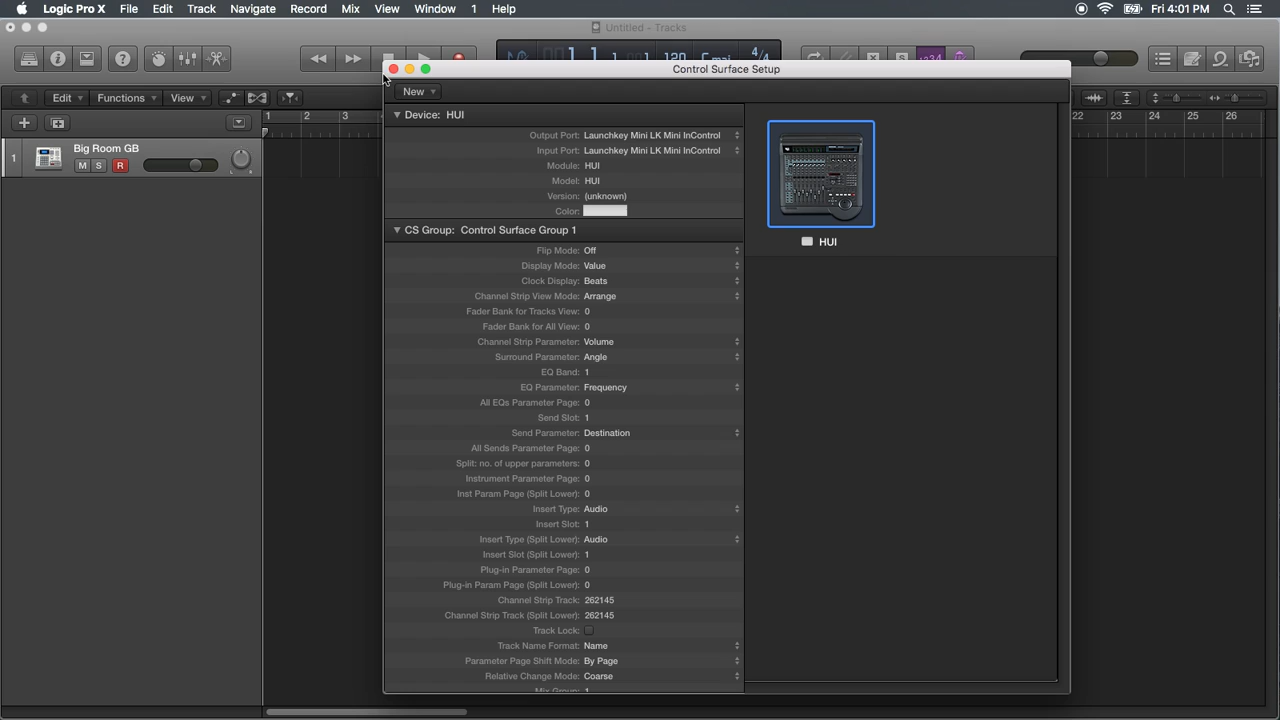 Logic Pro X File Edit Track Navigate Record Mix View Window 1 Help Fri 4:01 PM
Untitled - Tracks
1 1 120 4/4 1234
Control Surface Setup
Edit Functions View
New
1 2 3 22 23 24 25 26
1 Big Room GB
M S R
L R
Device: HUI
Output Port: Launchkey Mini LK Mini InControl
Input Port: Launchkey Mini LK Mini InControl
Module: HUI
Model: HUI
Version: (unknown)
Color:
HUI
CS Group: Control Surface Group 1
Flip Mode: Off
Display Mode: Value
Clock Display: Beats
Channel Strip View Mode: Arrange
Fader Bank for Tracks View: 0
Fader Bank for All View: 0
Channel Strip Parameter: Volume
Surround Parameter: Angle
EQ Band: 1
EQ Parameter: Frequency
All EQs Parameter Page: 0
Send Slot: 1
Send Parameter: Destination
All Sends Parameter Page: 0
Split: no. of upper parameters: 0
Instrument Parameter Page: 0
Inst Param Page (Split Lower): 0
Insert Type: Audio
Insert Slot: 1
Insert Type (Split Lower): Audio
Insert Slot (Split Lower): 1
Plug-in Parameter Page: 0
Plug-in Param Page (Split Lower): 0
Channel Strip Track: 262145
Channel Strip Track (Split Lower): 262145
Track Lock:
Track Name Format: Name
Parameter Page Shift Mode: By Page
Relative Change Mode: Coarse
Mix Group: 1